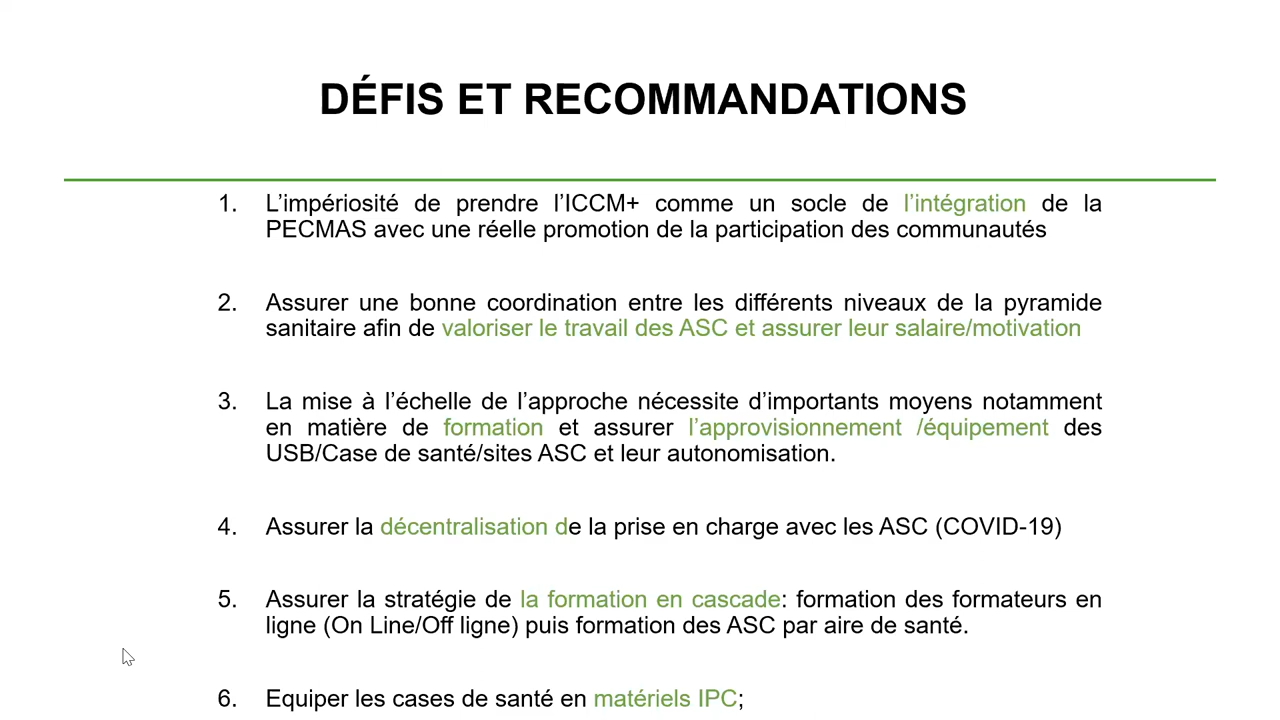 DÉFIS ET RECOMMANDATIONS
1. L’impériosité de prendre l’ICCM+ comme un socle de l’intégration de la
PECMAS avec une réelle promotion de la participation des communautés
2. Assurer une bonne coordination entre les différents niveaux de la pyramide
sanitaire afin de valoriser le travail des ASC et assurer leur salaire/motivation
3. La mise à l’échelle de l’approche nécessite d’importants moyens notamment
en matière de formation et assurer l’approvisionnement /équipement des
USB/Case de santé/sites ASC et leur autonomisation.
4. Assurer la décentralisation de la prise en charge avec les ASC (COVID-19)
5. Assurer la stratégie de la formation en cascade: formation des formateurs en
ligne (On Line/Off ligne) puis formation des ASC par aire de santé.
6. Equiper les cases de santé en matériels IPC;